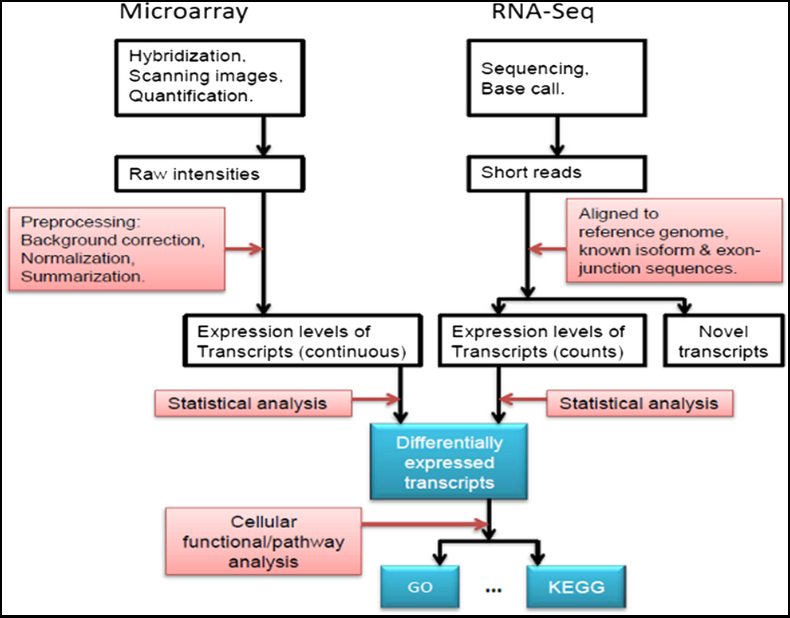 Microarray
RNA-Seq
Hybridization,
Scanning images,
Quantification.
Sequencing,
Base call.
Raw intensities
Short reads
Preprocessing:
Background correction,
Normalization,
Summarization.
Aligned to
reference genome,
known isoform & exon-
junction sequences.
Expression levels of
Transcripts (continuous)
Expression levels of
Transcripts (counts)
Novel
transcripts
Statistical analysis
Statistical analysis
Differentially
expressed
transcripts
Cellular
functional/pathway
analysis
GO
...
KEGG